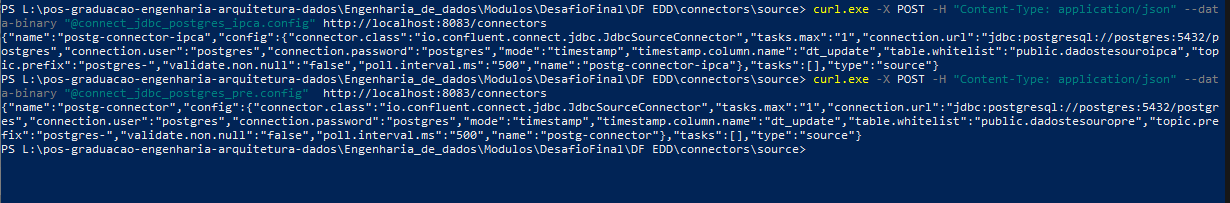 PS L:\pos-graduacao-engenharia-arquitetura-dados\Engenharia_de_dados\Modulos\DesafioFinal\DF EDD\connectors\source> curl.exe -X POST -H "Content-Type: application/json" --dat
a-binary "@connect_jdbc_postgres_ipca.config" http://localhost:8083/connectors
{"name":"postg-connector-ipca","config":{"connector.class":"io.confluent.connect.jdbc.JdbcSourceConnector","tasks.max":"1","connection.url":"jdbc:postgresql://postgres:5432/p
ostgres","connection.user":"postgres","connection.password":"postgres","mode":"timestamp","timestamp.column.name":"dt_update","table.whitelist":"public.dadostesouroipca","to
pic.prefix":"postgres-","validate.non.null":"false","poll.interval.ms":"500","name":"postg-connector-ipca"},"tasks":[],"type":"source"}
PS L:\pos-graduacao-engenharia-arquitetura-dados\Engenharia_de_dados\Modulos\DesafioFinal\DF EDD\connectors\source> curl.exe -X POST -H "Content-Type: application/json" --dat
a-binary "@connect_jdbc_postgres_pre.config"  http://localhost:8083/connectors
{"name":"postg-connector","config":{"connector.class":"io.confluent.connect.jdbc.JdbcSourceConnector","tasks.max":"1","connection.url":"jdbc:postgresql://postgres:5432/postgr
es","connection.user":"postgres","connection.password":"postgres","mode":"timestamp","timestamp.column.name":"dt_update","table.whitelist":"public.dadostesouropre","topic.pre
fix":"postgres-","validate.non.null":"false","poll.interval.ms":"500","name":"postg-connector"},"tasks":[],"type":"source"}
PS L:\pos-graduacao-engenharia-arquitetura-dados\Engenharia_de_dados\Modulos\DesafioFinal\DF EDD\connectors\source>